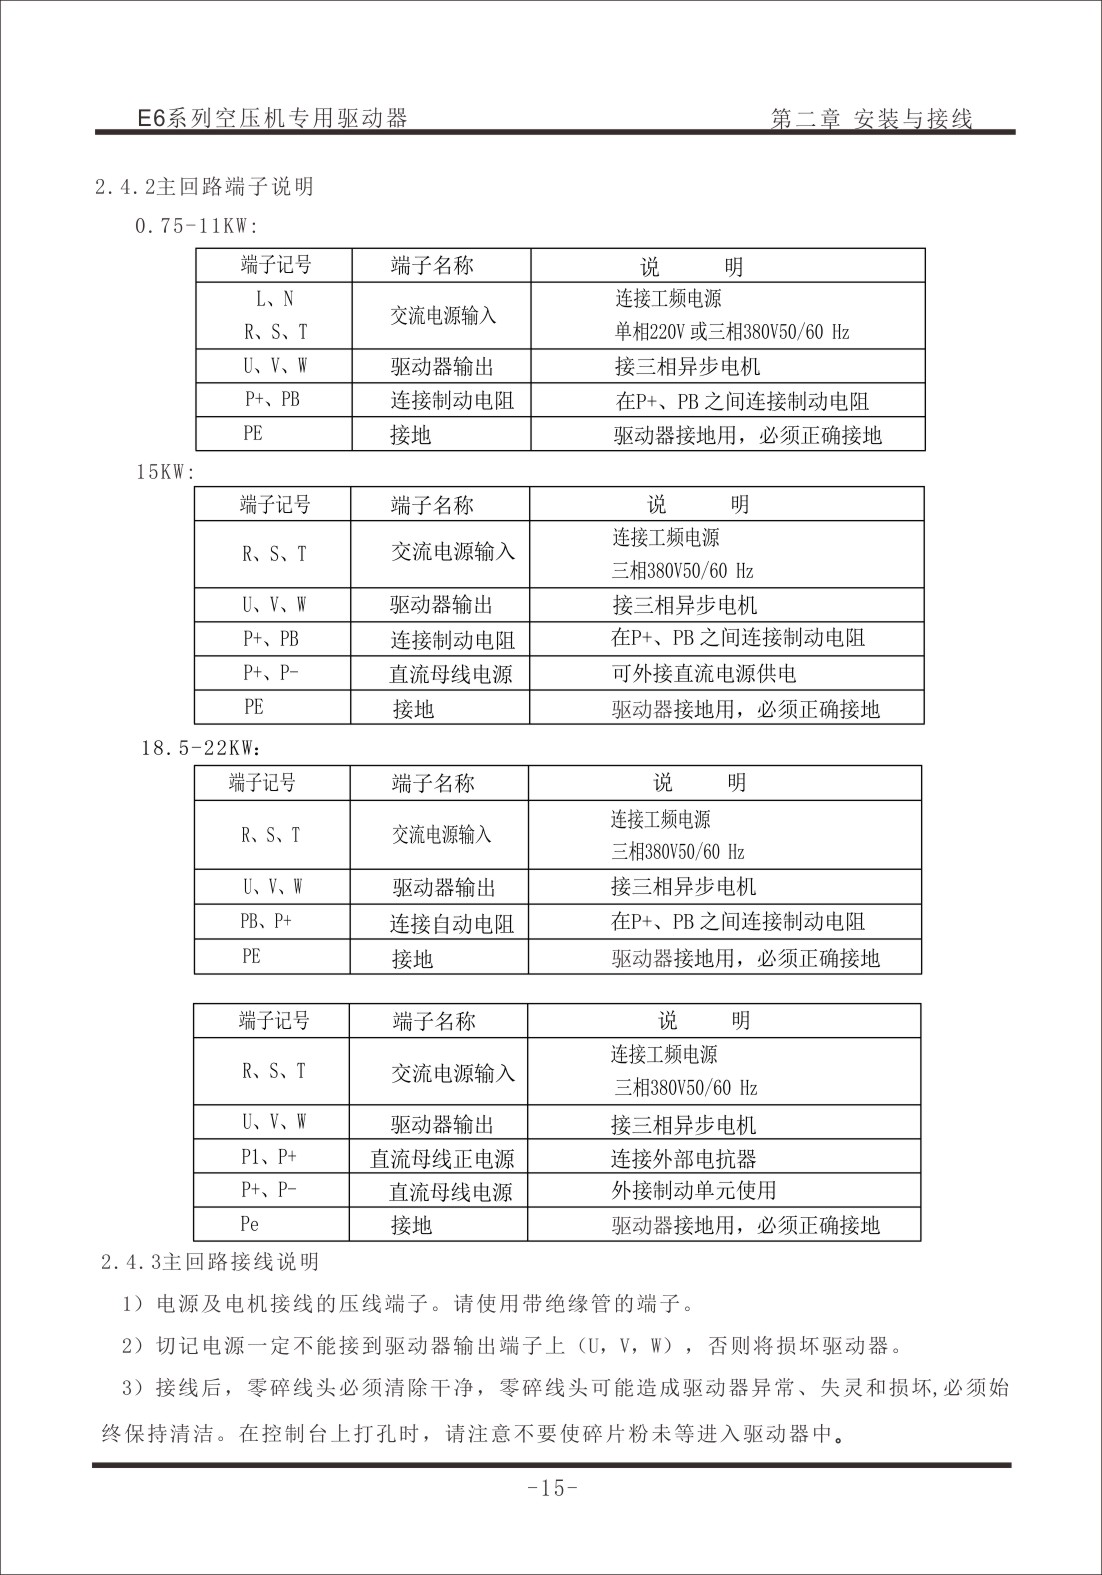 E6系列空压机专用驱动器 第二章 安装与接线
2.4.2主回路端子说明
0.75-11KW:
端子记号 端子名称 说 明
L、N
R、S、T
交流电源输入
连接工频电源
单相220V 或三相380V50/60 Hz
U、V、W 驱动器输出 接三相异步电机
P+、PB 连接制动电阻 在P+、PB 之间连接制动电阻
PE 接地 驱动器接地用，必须正确接地
15KW:
端子记号 端子名称 说 明
R、S、T 交流电源输入
连接工频电源
三相380V50/60 Hz
U、V、W 驱动器输出 接三相异步电机
P+、PB 连接制动电阻 在P+、PB 之间连接制动电阻
P+、P- 直流母线电源 可外接直流电源供电
PE 接地 驱动器接地用，必须正确接地
18.5-22KW：
端子记号 端子名称 说 明
R、S、T 交流电源输入
连接工频电源
三相380V50/60 Hz
U、V、W 驱动器输出 接三相异步电机
PB、P+ 连接自动电阻 在P+、PB 之间连接制动电阻
PE 接地 驱动器接地用，必须正确接地
端子记号 端子名称 说 明
R、S、T 交流电源输入
连接工频电源
三相380V50/60 Hz
U、V、W 驱动器输出 接三相异步电机
P1、P+ 直流母线正电源 连接外部电抗器
P+、P- 直流母线电源 外接制动单元使用
Pe 接地 驱动器接地用，必须正确接地
2.4.3主回路接线说明
1）电源及电机接线的压线端子。请使用带绝缘管的端子。
2）切记电源一定不能接到驱动器输出端子上（U，V，W），否则将损坏驱动器。
3）接线后，零碎线头必须清除干净，零碎线头可能造成驱动器异常、失灵和损坏,必须始
终保持清洁。在控制台上打孔时，请注意不要使碎片粉未等进入驱动器中。
-15-